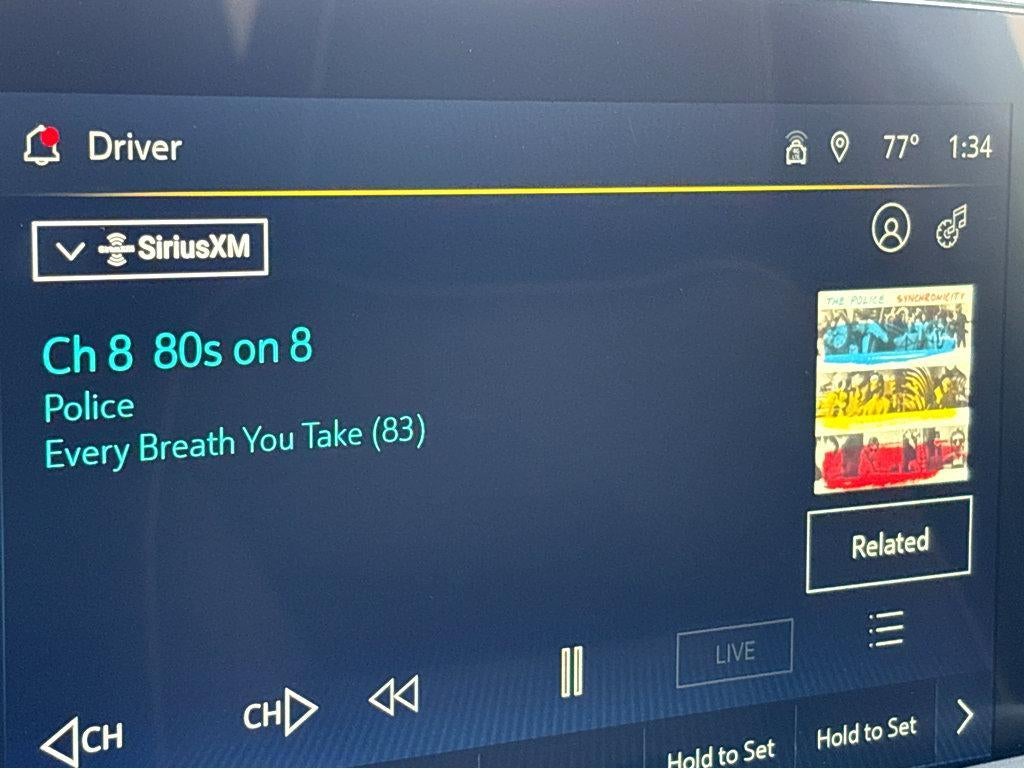 Driver
77° 1:34
SiriusXM
Ch 8 80s on 8
Police
Every Breath You Take (83)
THE POLICE SYNCHRONICITY
Related
LIVE
CH
CH
Hold to Set
Hold to Set